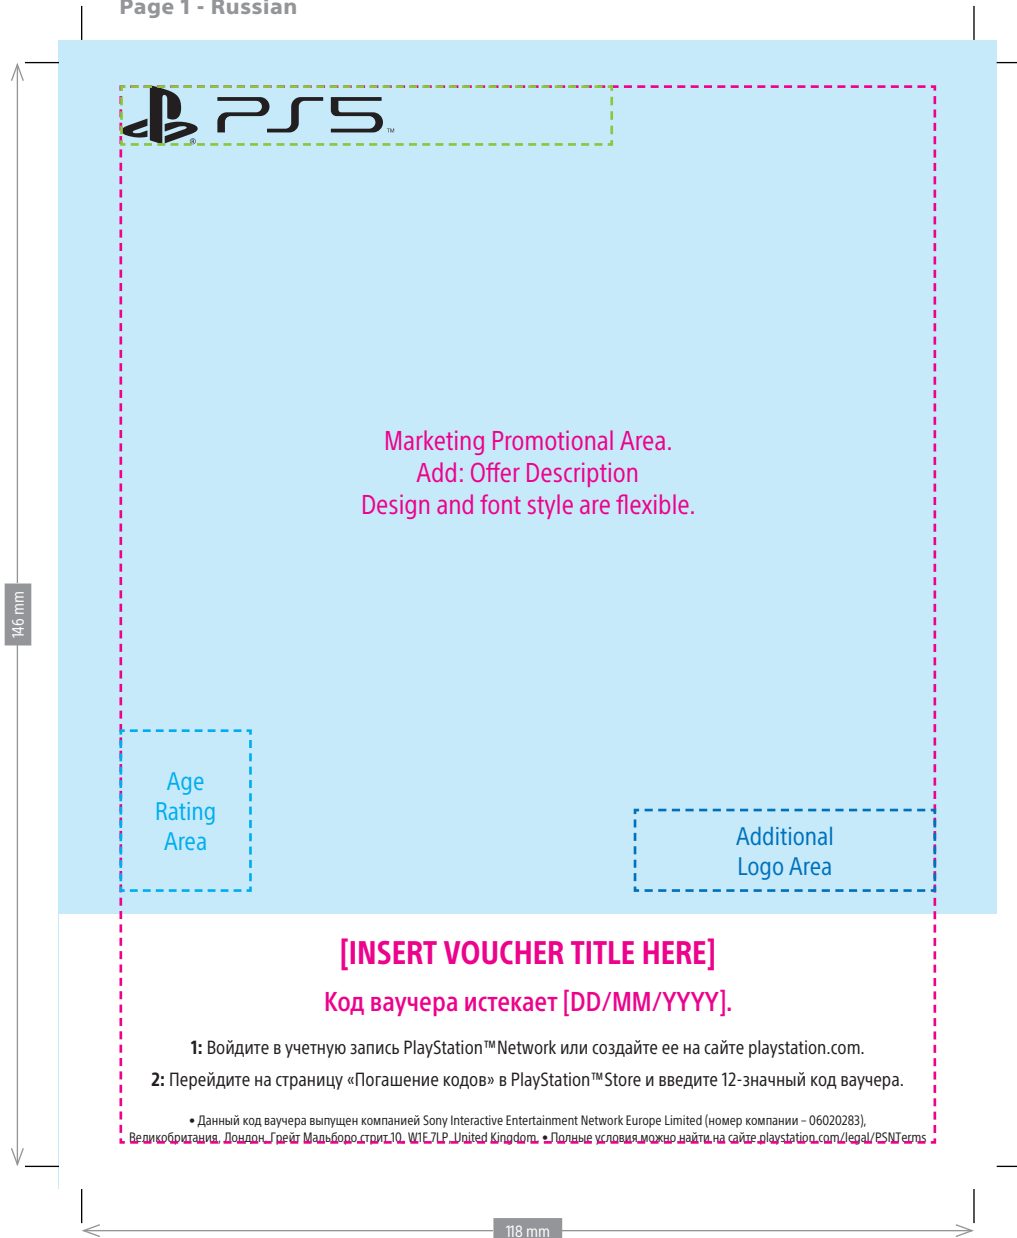 Page 1 - Russian
PS5™
®
Marketing Promotional Area.
Add: Offer Description
Design and font style are flexible.
146 mm
Age
Rating
Area
Additional
Logo Area
[INSERT VOUCHER TITLE HERE]
Код ваучера истекает [DD/MM/YYYY].
1: Войдите в учетную запись PlayStation™Network или создайте ее на сайте playstation.com.
2: Перейдите на страницу «Погашение кодов» в PlayStation™Store и введите 12-значный код ваучера.
• Данный код ваучера выпущен компанией Sony Interactive Entertainment Network Europe Limited (номер компании – 06020283),
Великобритания, Лондон, Грейт Мальборо стрит 10, W1F 7LP, United Kingdom. • Полные условия можно найти на сайте playstation.com/legal/PSNTerms
118 mm